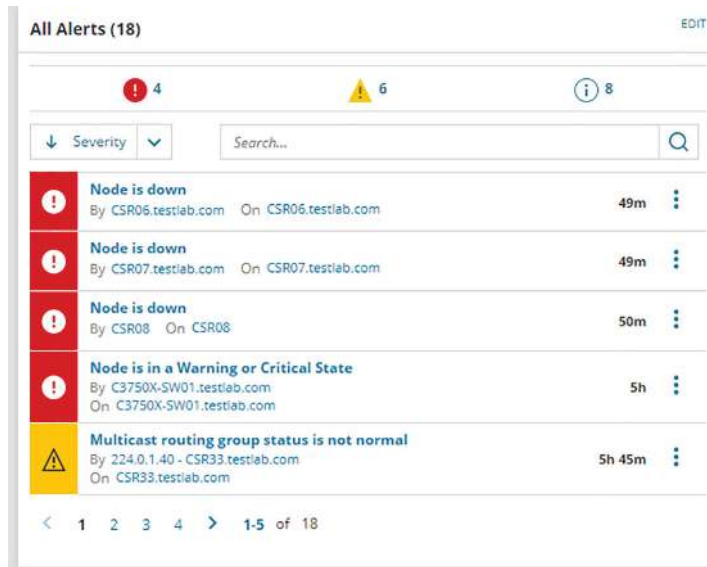 All Alerts (18) EDIT
4 6 8
Severity Search...
Node is down
By CSR06.testlab.com On CSR06.testlab.com 49m
Node is down
By CSR07.testlab.com On CSR07.testlab.com 49m
Node is down
By CSR08 On CSR08 50m
Node is in a Warning or Critical State
By C3750X-SW01.testlab.com 5h
On C3750X-SW01.testlab.com
Multicast routing group status is not normal
By 224.0.1.40 - CSR33.testlab.com 5h 45m
On CSR33.testlab.com
1 2 3 4 1-5 of 18